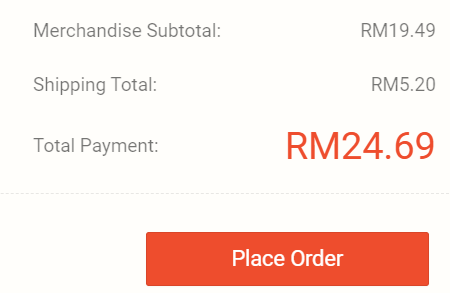 Merchandise Subtotal: RM19.49
Shipping Total: RM5.20
Total Payment: RM24.69
Place Order